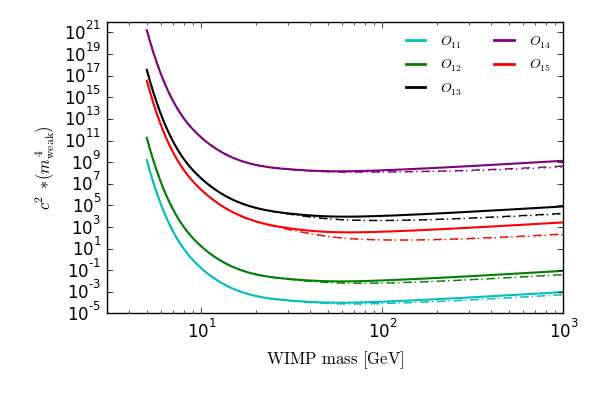 10^21
10^19
10^17
10^15
10^13
10^11
10^9
10^7
10^5
10^3
10^1
10^-1
10^-3
10^-5
c^2 *(m_weak^4)
O_11
O_12
O_13
O_14
O_15
10^1 10^2 10^3
WIMP mass [GeV]